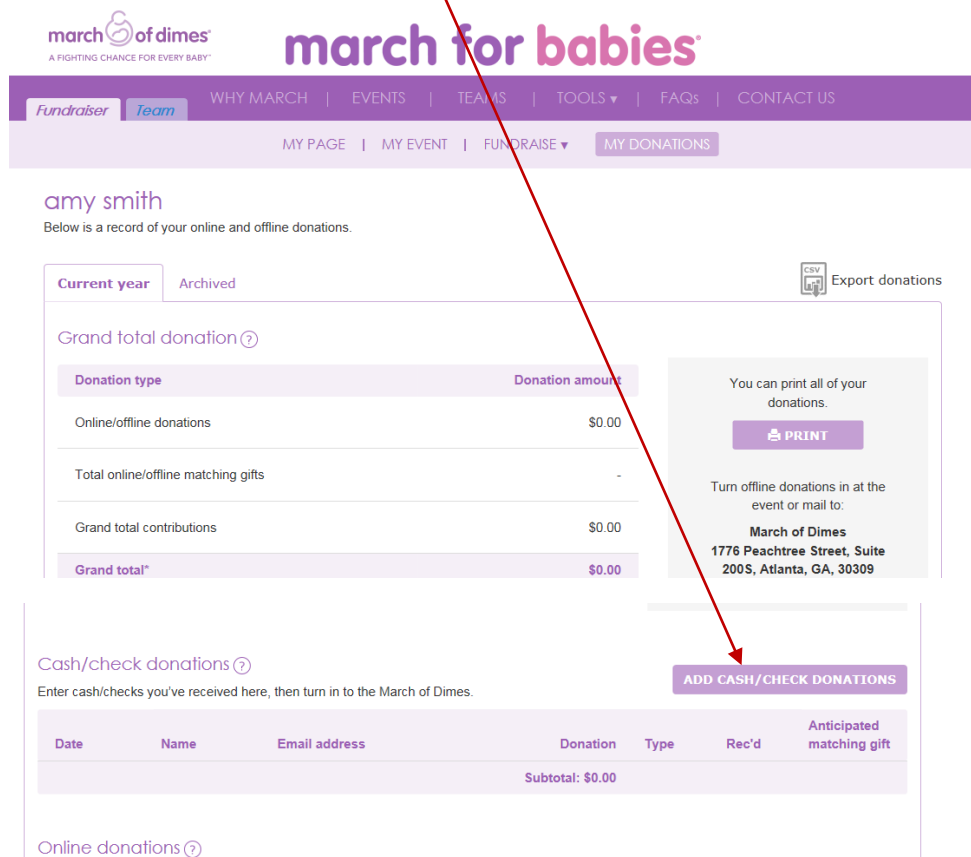 march of dimes®
A FIGHTING CHANCE FOR EVERY BABY™
march for babies®
Fundraiser Team WHY MARCH | EVENTS | TEAMS | TOOLS ▾ | FAQs | CONTACT US
MY PAGE | MY EVENT | FUNDRAISE ▾ MY DONATIONS
amy smith
Below is a record of your online and offline donations.
Current year Archived
CSV Export donations
Grand total donation ?
Donation type Donation amount
Online/offline donations $0.00
Total online/offline matching gifts -
Grand total contributions $0.00
Grand total* $0.00
You can print all of your
donations.
PRINT
Turn offline donations in at the
event or mail to:
March of Dimes
1776 Peachtree Street, Suite
200S, Atlanta, GA, 30309
Cash/check donations ?
Enter cash/checks you've received here, then turn in to the March of Dimes.
ADD CASH/CHECK DONATIONS
Date Name Email address Donation Type Rec'd Anticipated
matching gift
Subtotal: $0.00
Online donations ?